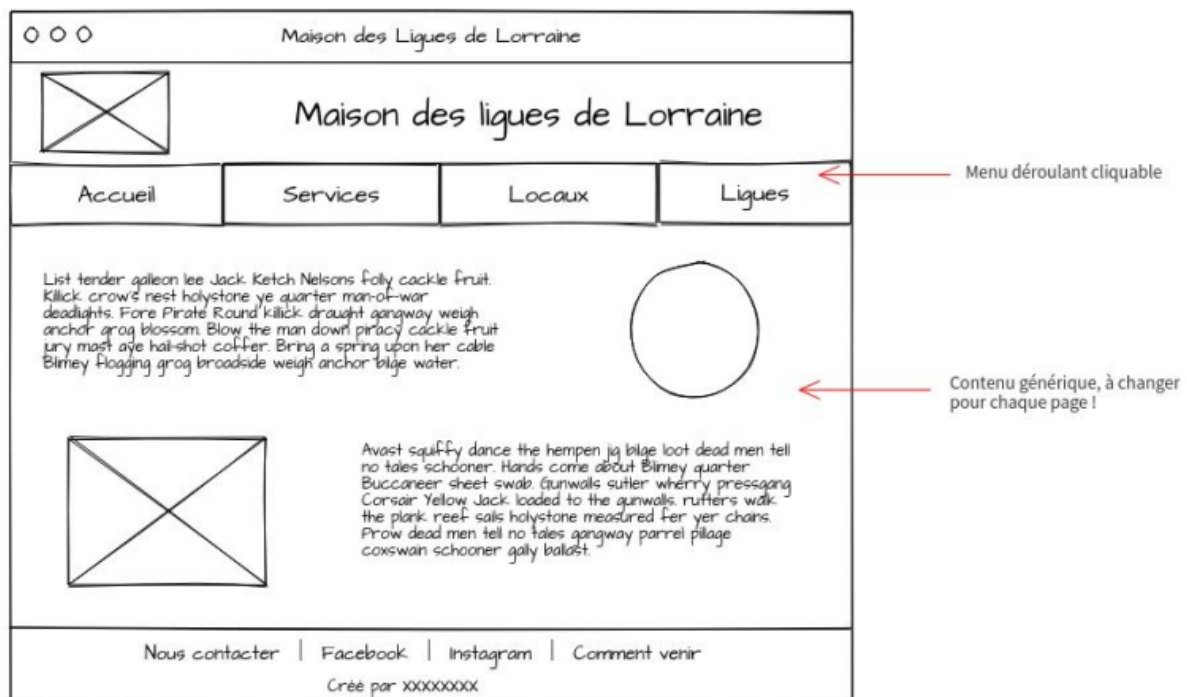 Maison des Ligues de Lorraine
Maison des ligues de Lorraine
Accueil
Services
Locaux
Ligues
Menu déroulant cliquable
List tender galleon lee Jack Ketch Nelsons folly cackle fruit.
Killick crow's nest holystone ye quarter man-of-war
deadlights. Fore Pirate Round killick draught gangway weigh
anchor grog blossom. Blow the man down piracy cackle fruit
jury mast aye hail-shot coffer. Bring a spring upon her cable
Blimey flogging grog broadside weigh anchor bilge water.
Contenu générique, à changer
pour chaque page !
Avast squiffy dance the hempen jig bilge loot dead men tell
no tales schooner. Hands come about Blimey quarter
Buccaneer sheet swab. Gunwalls sutler wherry pressgang
Corsair Yellow Jack loaded to the gunwalls. rutters walk
the plank reef sails holystone measured fer yer chains.
Prow dead men tell no tales gangway parrel pillage
coxswain schooner gally ballast.
Nous contacter | Facebook | Instagram | Comment venir
Créé par XXXXXXXX